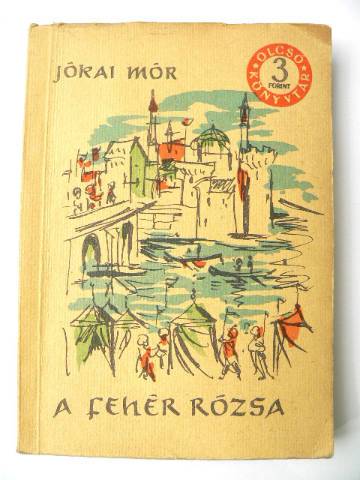 JÓKAI MÓR
OLCSÓ
3
FORINT
KÖNYVTÁR
A FEHÉR RÓZSA